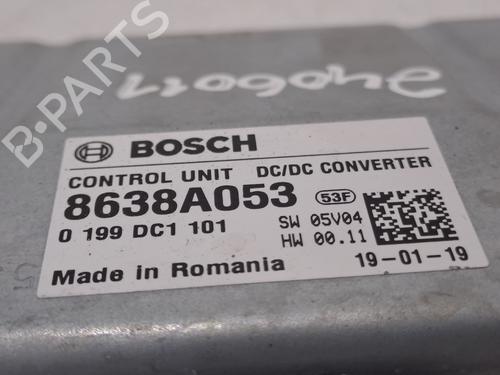 B-PARTS
BOSCH
CONTROL UNIT DC/DC CONVERTER
8638A053 53F
0 199 DC1 101 SW 05V04
HW 00.11
Made in Romania 19-01-19